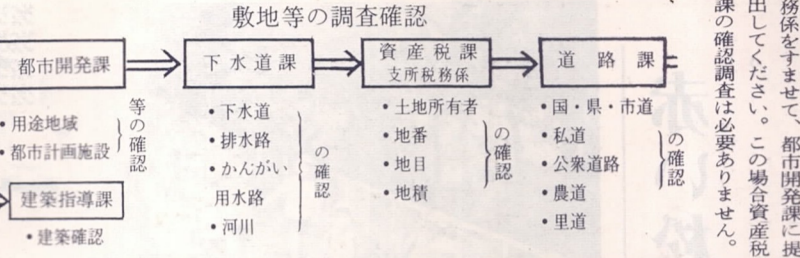 敷地等の調査確認
都市開発課
・用途地域
・都市計画施設
等の確認
下水道課
・下水道
・排水路
・かんがい
用水路
・河川
の確認
資産税課
支所税務係
・土地所有者
・地番
・地目
・地積
の確認
道路課
・国・県・市道
・私道
・公衆道路
・農道
・里道
の確認
建築指導課
・建築確認
務係をすませて、都市開発課に提
出してください。この場合資産税
課の確認調査は必要ありません。